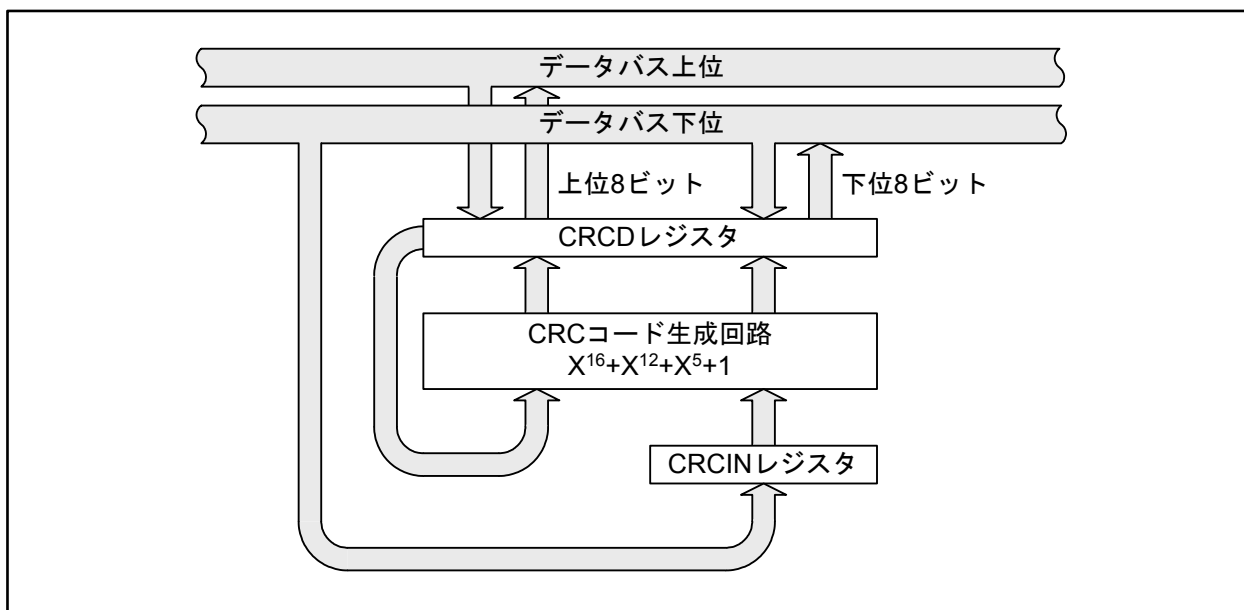 データバス上位
データバス下位
上位8ビット
下位8ビット
CRCDレジスタ
CRCコード生成回路
X¹⁶+X¹²+X⁵+1
CRCINレジスタ